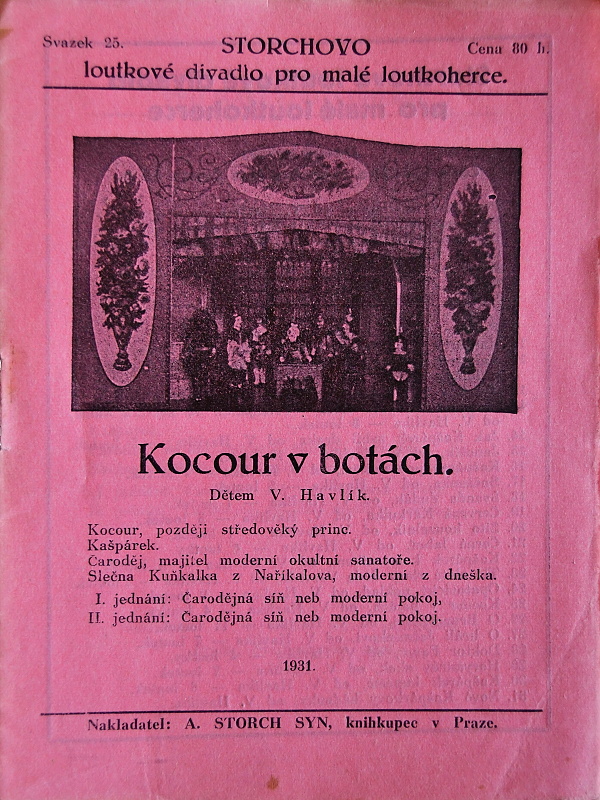 Svazek 25.
STORCHOVO
Cena 80 h.
loutkové divadlo pro malé loutkoherce.
Kocour v botách.
Dětem V. Havlík.
Kocour, později středověký princ.
Kašpárek.
Čaroděj, majitel moderní okultní sanatoře.
Slečna Kuňkalka z Naříkalova, moderní z dneška.
I. jednání: Čarodějná síň neb moderní pokoj,
II. jednání: Čarodějná síň neb moderní pokoj.
1931.
Nakladatel: A. STORCH SYN, knihkupec v Praze.